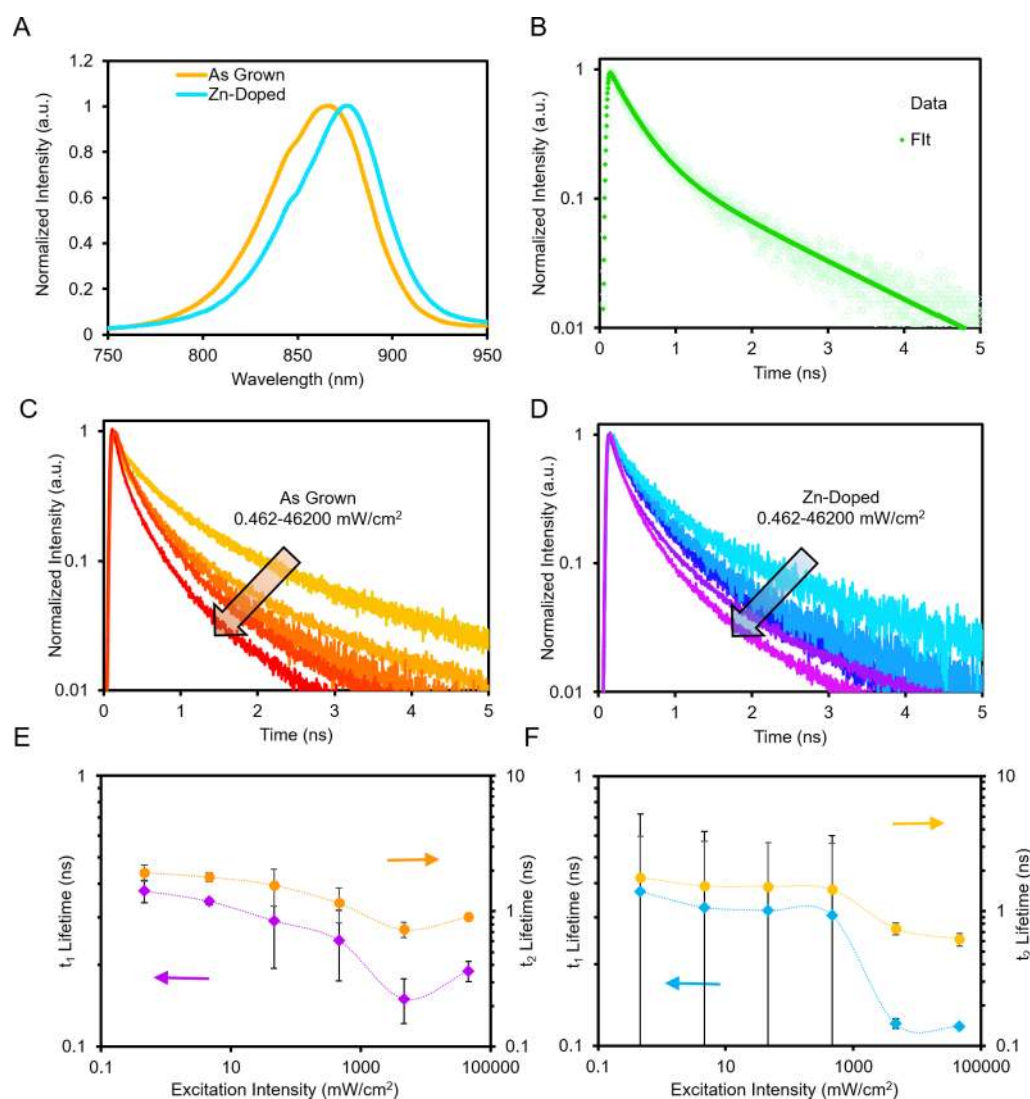 A
1.2
1
0.8
0.6
0.4
0.2
0
750
800
850
900
950
As Grown
Zn-Doped
Normalized Intensity (a.u.)
Wavelength (nm)
B
1
0.1
0.01
0
1
2
3
4
5
Data
FIt
Normalized Intensity (a.u.)
Time (ns)
C
1
0.1
0.01
0
1
2
3
4
5
As Grown
0.462-46200 mW/cm²
Normalized Intensity (a.u.)
Time (ns)
D
1
0.1
0.01
0
1
2
3
4
5
Zn-Doped
0.462-46200 mW/cm²
Normalized Intensity (a.u.)
Time (ns)
E
1
0.1
10
1
0.1
0.1
10
1000
100000
t₁ Lifetime (ns)
t₂ Lifetime (ns)
Excitation Intensity (mW/cm²)
F
1
0.1
10
1
0.1
0.1
10
1000
100000
t₁ Lifetime (ns)
t₂ Lifetime (ns)
Excitation Intensity (mW/cm²)